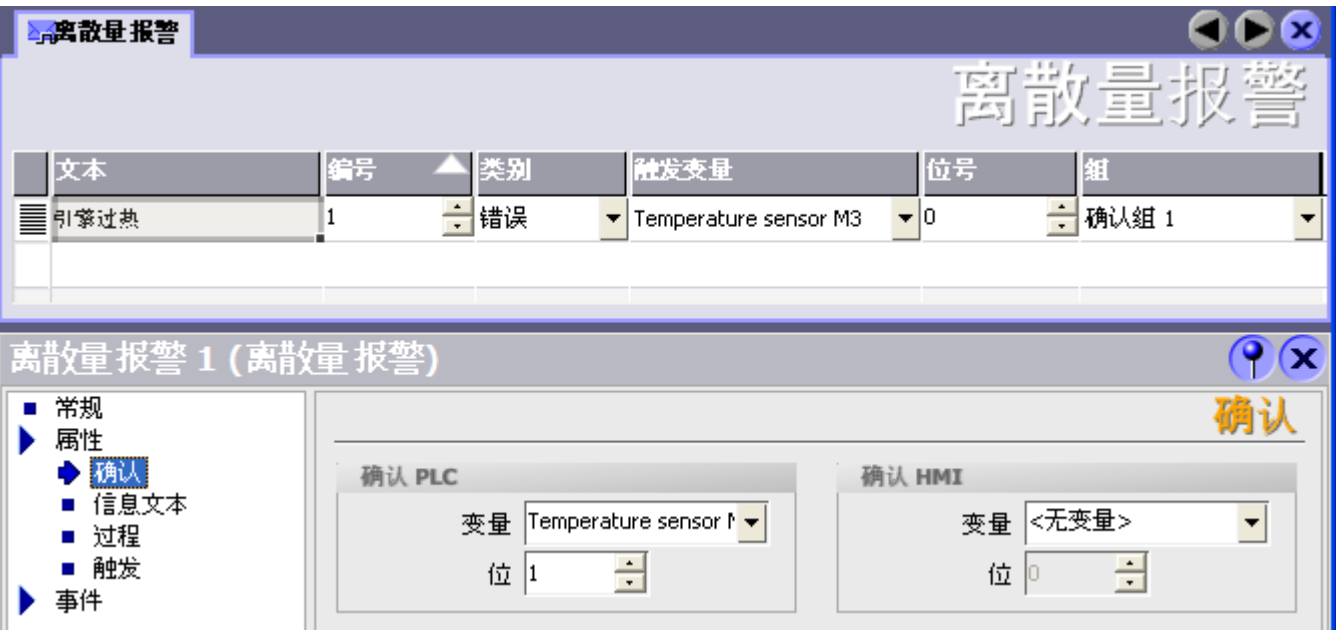 离散量报警
离散量报警
文本 编号 类别 触发变量 位号 组
引擎过热 1 错误 Temperature sensor M3 0 确认组 1
离散量报警 1 (离散量报警)
常规
属性
确认
信息文本
过程
触发
事件
确认
确认 PLC
变量 Temperature sensor M
位 1
确认 HMI
变量 <无变量>
位 0